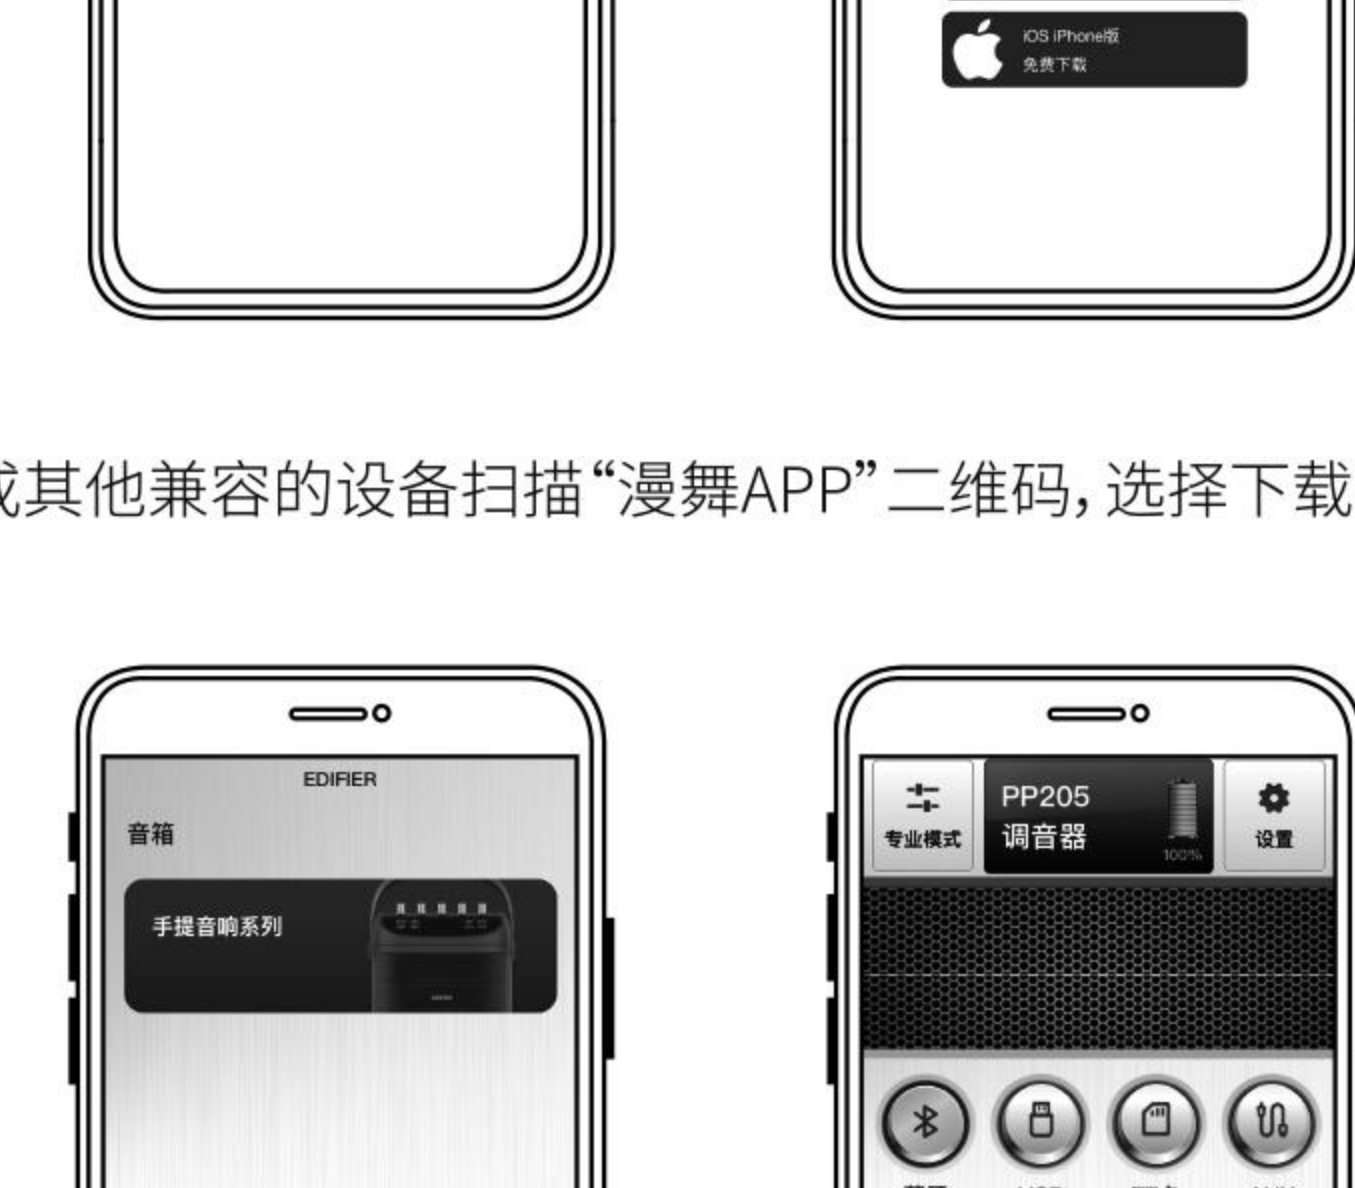 iOS iPhone版
免费下载
其他兼容的设备扫描“漫舞APP”二维码，选择下载
EDIFIER
音箱
手提音响系列
专业模式
PP205
调音器
100%
设置